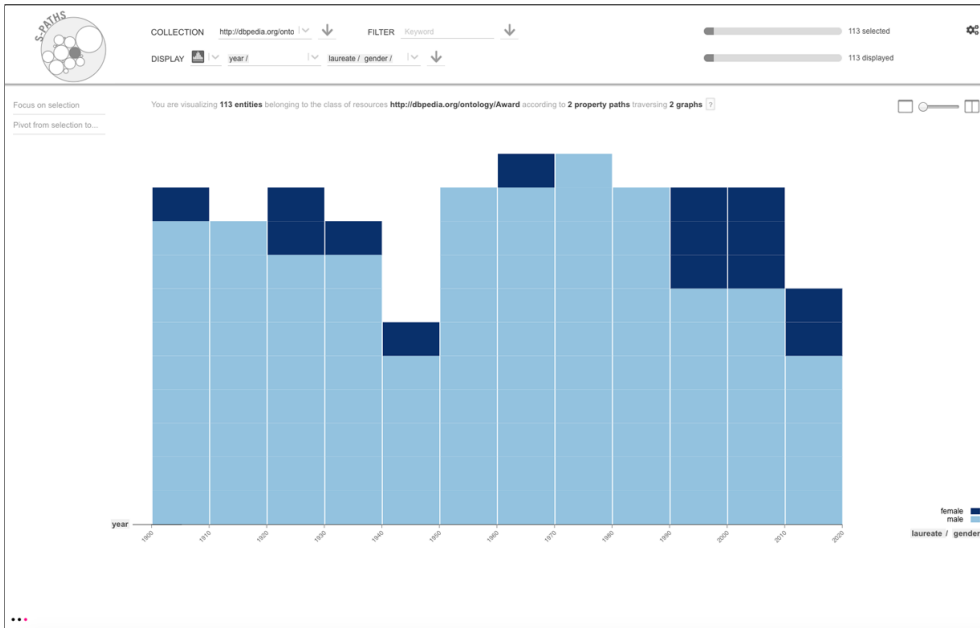 S-PATHS
COLLECTION http://dbpedia.org/onto FILTER Keyword 113 selected
DISPLAY year / laureate / gender / 113 displayed
Focus on selection
Pivot from selection to...
You are visualizing 113 entities belonging to the class of resources http://dbpedia.org/ontology/Award according to 2 property paths traversing 2 graphs ?
year
1900 1910 1920 1930 1940 1950 1960 1970 1980 1990 2000 2010 2020
female
male
laureate / gender